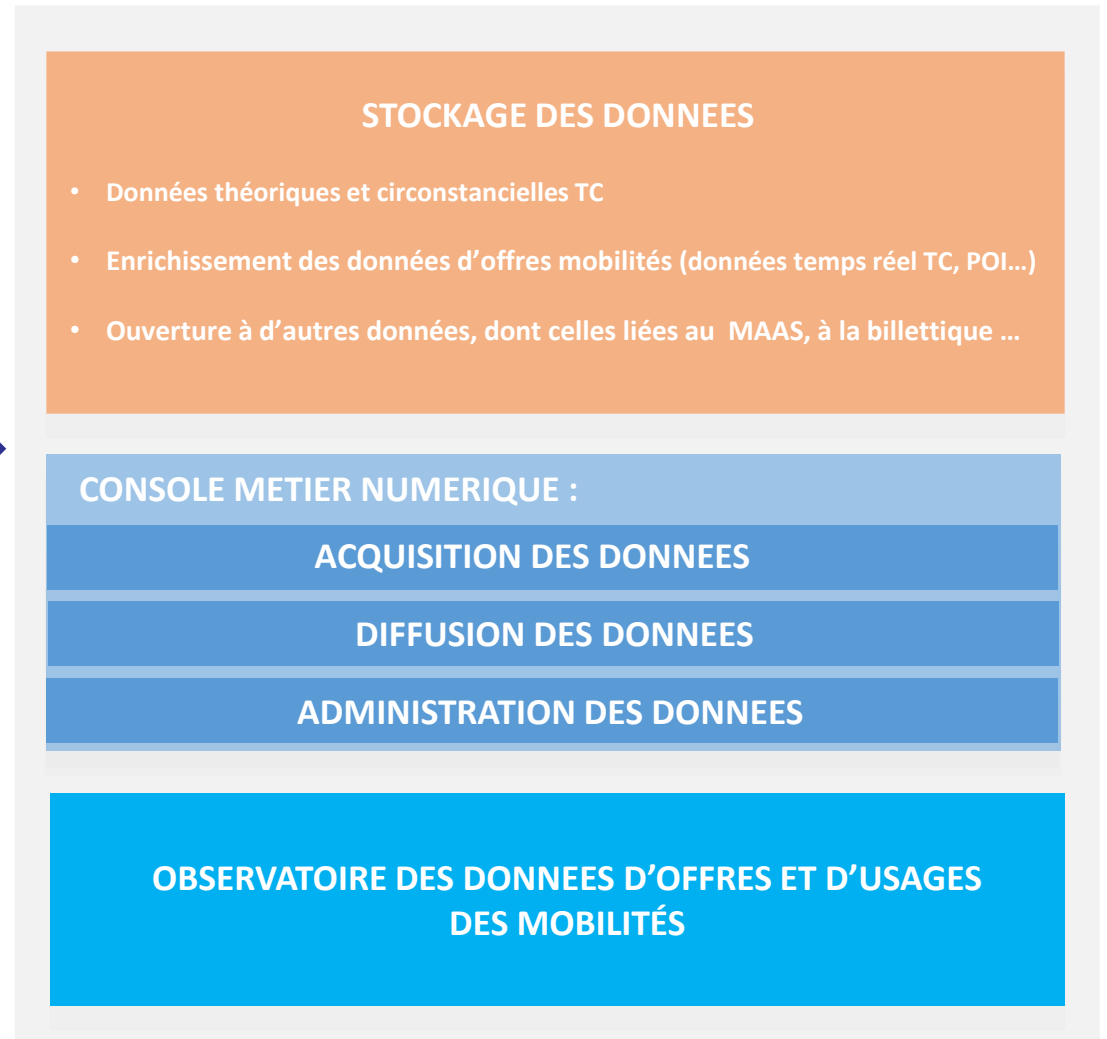 STOCKAGE DES DONNEES
• Données théoriques et circonstancielles TC
• Enrichissement des données d’offres mobilités (données temps réel TC, POI…)
• Ouverture à d’autres données, dont celles liées au  MAAS, à la billettique …
CONSOLE METIER NUMERIQUE :
ACQUISITION DES DONNEES
DIFFUSION DES DONNEES
ADMINISTRATION DES DONNEES
OBSERVATOIRE DES DONNEES D’OFFRES ET D’USAGES
DES MOBILITÉS